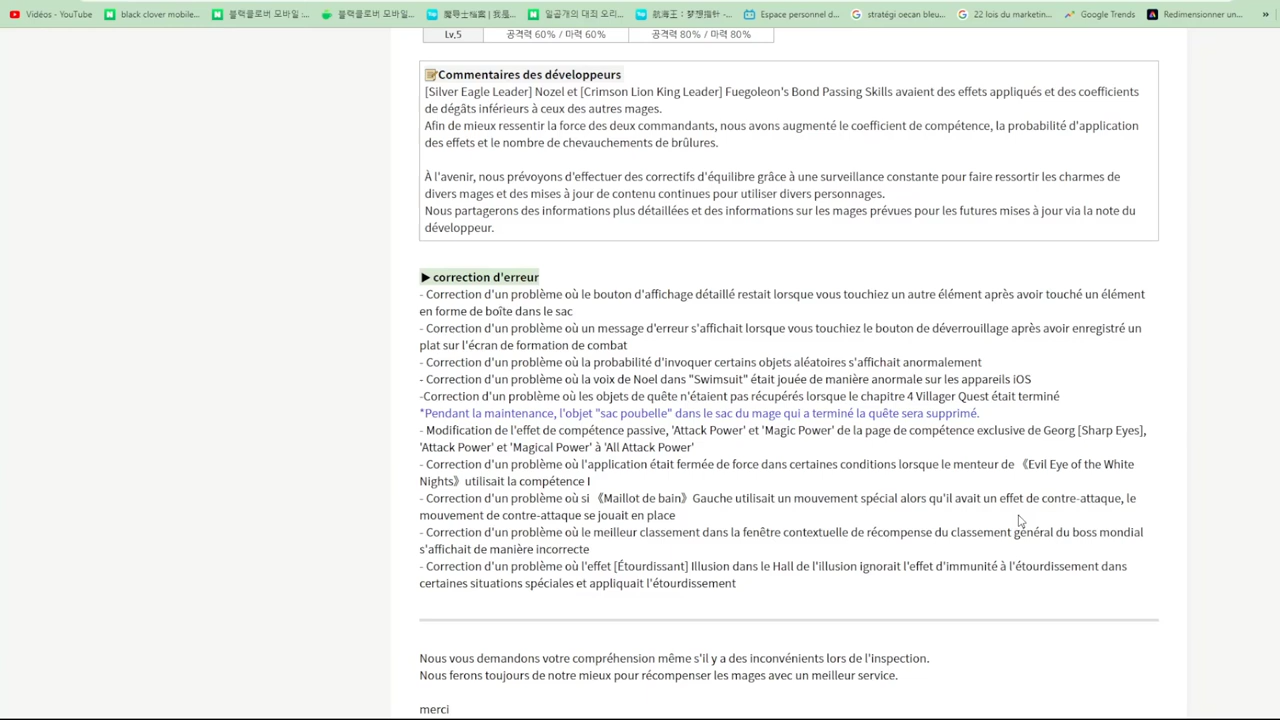 Vidéos - YouTube black clover mobile... 블랙클로버 모바일 :... 블랙클로버 모바일... 魔导士档案 | 我是... 일곱개의 대죄 오리... 航海王：梦想指针 -... Espace personnel d... stratégi oecan bleu... 22 lois du marketin... Google Trends Redimensionner un... »
Lv,5 공격력 60% / 마력 60% 공격력 80% / 마력 80%
Commentaires des développeurs
[Silver Eagle Leader] Nozel et [Crimson Lion King Leader] Fuegoleon's Bond Passing Skills avaient des effets appliqués et des coefficients
de dégâts inférieurs à ceux des autres mages.
Afin de mieux ressentir la force des deux commandants, nous avons augmenté le coefficient de compétence, la probabilité d'application
des effets et le nombre de chevauchements de brûlures.
À l'avenir, nous prévoyons d'effectuer des correctifs d'équilibre grâce à une surveillance constante pour faire ressortir les charmes de
divers mages et des mises à jour de contenu continues pour utiliser divers personnages.
Nous partagerons des informations plus détaillées et des informations sur les mages prévues pour les futures mises à jour via la note du
développeur.
▶ correction d'erreur
- Correction d'un problème où le bouton d'affichage détaillé restait lorsque vous touchiez un autre élément après avoir touché un élément
en forme de boîte dans le sac
- Correction d'un problème où un message d'erreur s'affichait lorsque vous touchiez le bouton de déverrouillage après avoir enregistré un
plat sur l'écran de formation de combat
- Correction d'un problème où la probabilité d'invoquer certains objets aléatoires s'affichait anormalement
- Correction d'un problème où la voix de Noel dans "Swimsuit" était jouée de manière anormale sur les appareils iOS
-Correction d'un problème où les objets de quête n'étaient pas récupérés lorsque le chapitre 4 Villager Quest était terminé
*Pendant la maintenance, l'objet "sac poubelle" dans le sac du mage qui a terminé la quête sera supprimé.
- Modification de l'effet de compétence passive, 'Attack Power' et 'Magic Power' de la page de compétence exclusive de Georg [Sharp Eyes],
'Attack Power' et 'Magical Power' à 'All Attack Power'
- Correction d'un problème où l'application était fermée de force dans certaines conditions lorsque le menteur de 《Evil Eye of the White
Nights》utilisait la compétence I
- Correction d'un problème où si 《Maillot de bain》Gauche utilisait un mouvement spécial alors qu'il avait un effet de contre-attaque, le
mouvement de contre-attaque se jouait en place
- Correction d'un problème où le meilleur classement dans la fenêtre contextuelle de récompense du classement général du boss mondial
s'affichait de manière incorrecte
- Correction d'un problème où l'effet [Étourdissant] Illusion dans le Hall de l'illusion ignorait l'effet d'immunité à l'étourdissement dans
certaines situations spéciales et appliquait l'étourdissement
Nous vous demandons votre compréhension même s'il y a des inconvénients lors de l'inspection.
Nous ferons toujours de notre mieux pour récompenser les mages avec un meilleur service.
merci